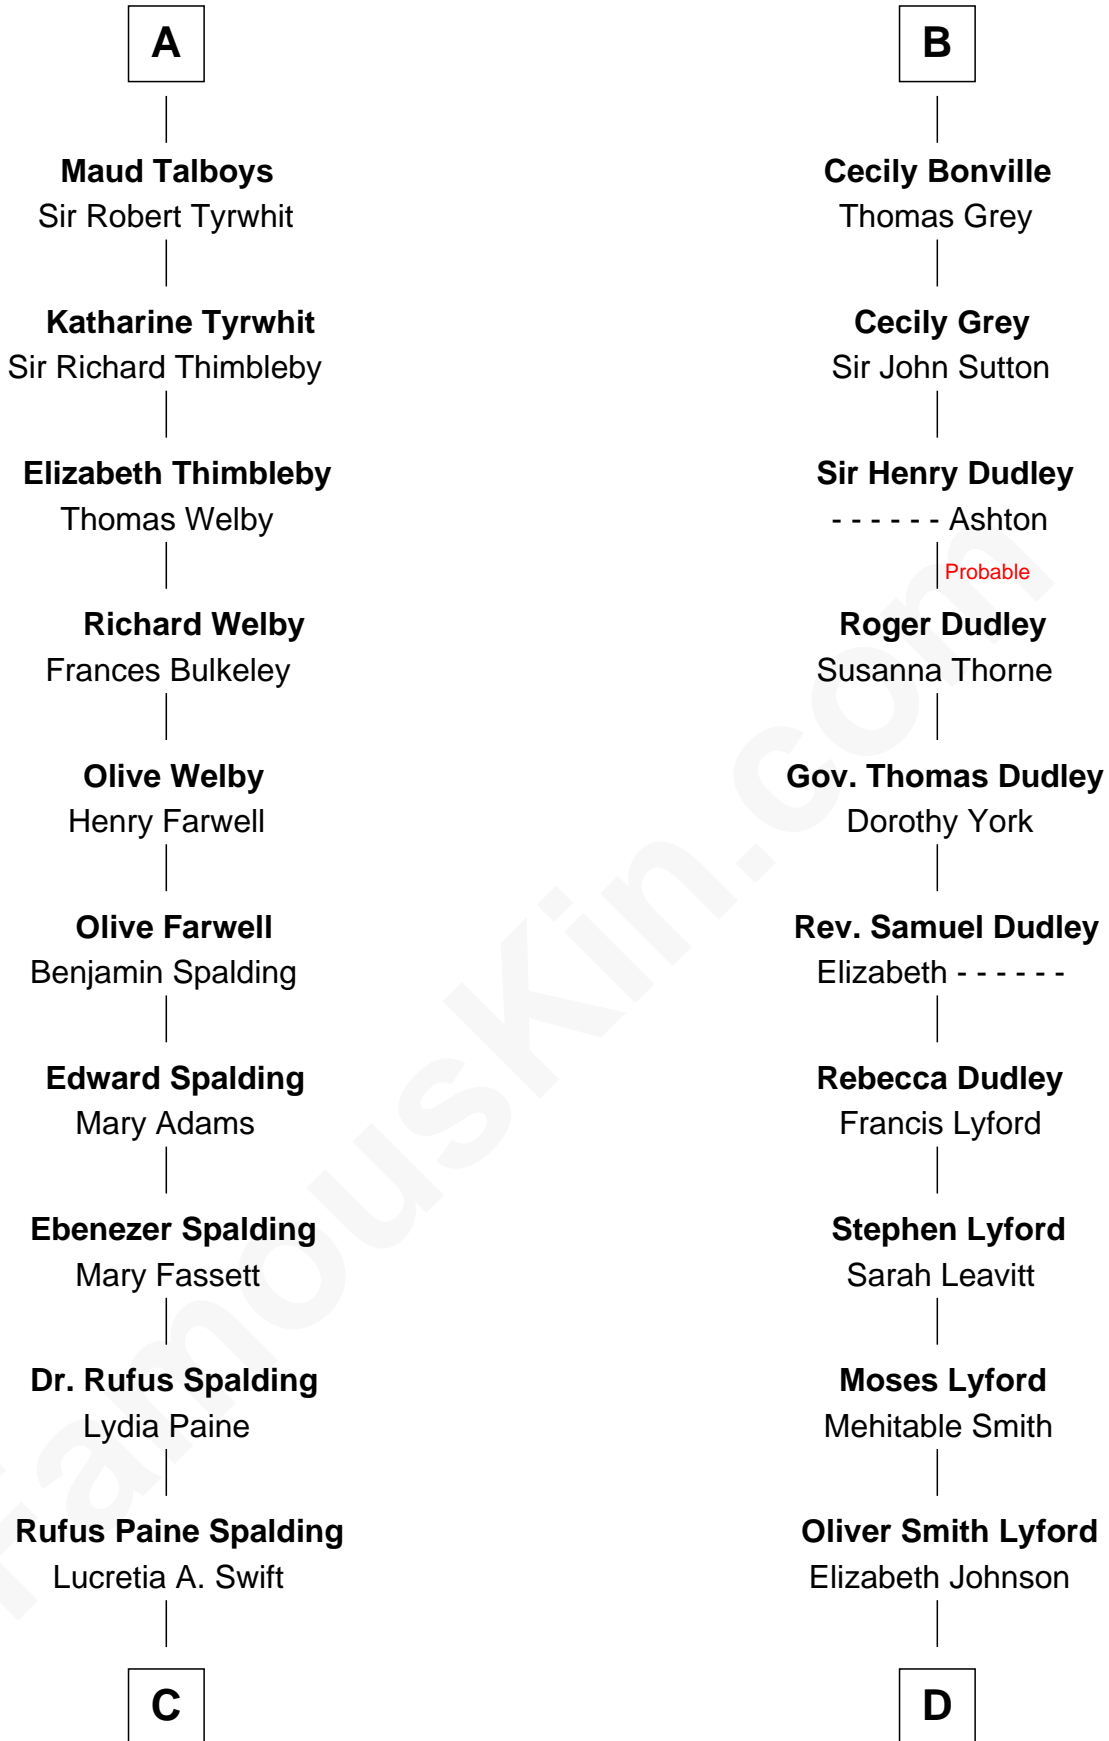 A
Maud Talboys
Sir Robert Tyrwhit
Katharine Tyrwhit
Sir Richard Thimbleby
Elizabeth Thimbleby
Thomas Welby
Richard Welby
Frances Bulkeley
Olive Welby
Henry Farwell
Olive Farwell
Benjamin Spalding
Edward Spalding
Mary Adams
Ebenezer Spalding
Mary Fassett
Dr. Rufus Spalding
Lydia Paine
Rufus Paine Spalding
Lucretia A. Swift
C
B
Cecily Bonville
Thomas Grey
Cecily Grey
Sir John Sutton
Sir Henry Dudley
- - - - - - Ashton
Probable
Roger Dudley
Susanna Thorne
Gov. Thomas Dudley
Dorothy York
Rev. Samuel Dudley
Elizabeth - - - - - -
Rebecca Dudley
Francis Lyford
Stephen Lyford
Sarah Leavitt
Moses Lyford
Mehitable Smith
Oliver Smith Lyford
Elizabeth Johnson
D
FamousKin.com